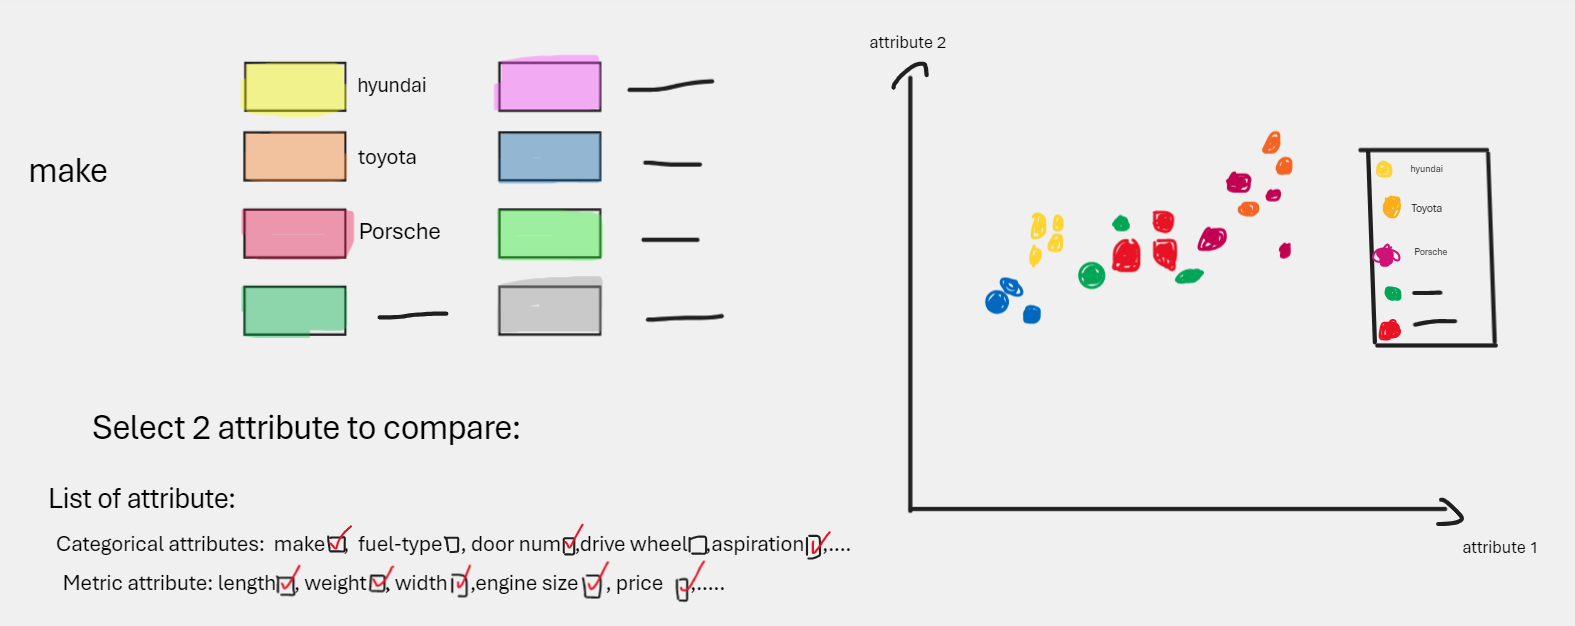 make
hyundai
toyota
Porsche
Select 2 attribute to compare:
List of attribute:
Categorical attributes: make, fuel-type, door num,drive wheel,aspiration,....
Metric attribute: length, weight, width,engine size, price ,.....
attribute 2
hyundai
Toyota
Porsche
attribute 1